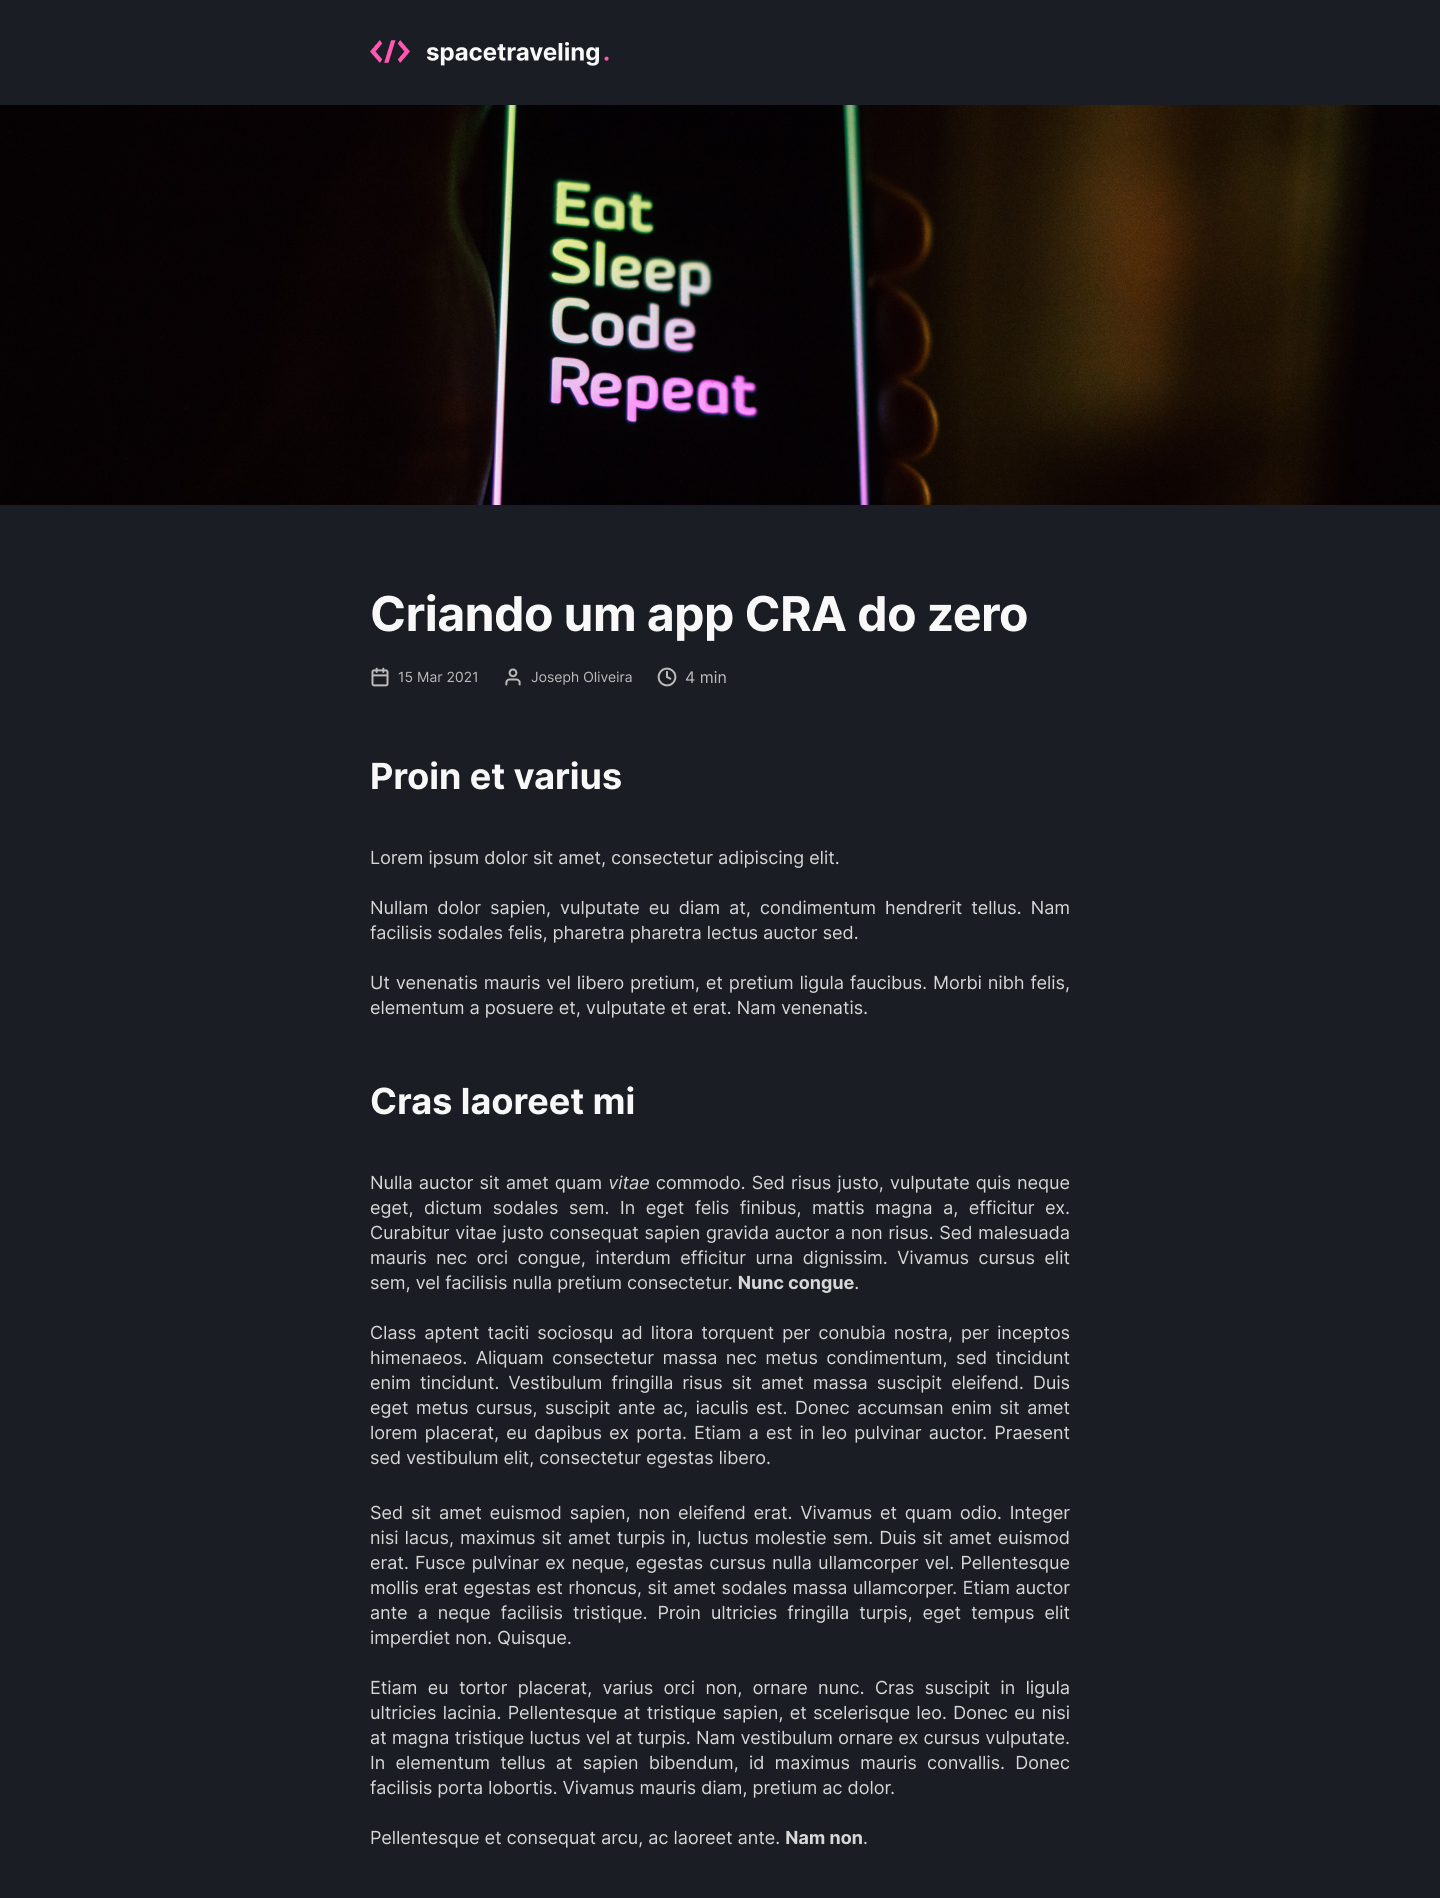 </> spacetraveling.
Eat
Sleep
Code
Repeat
Criando um app CRA do zero
15 Mar 2021 Joseph Oliveira 4 min
Proin et varius
Lorem ipsum dolor sit amet, consectetur adipiscing elit.
Nullam dolor sapien, vulputate eu diam at, condimentum hendrerit tellus. Nam
facilisis sodales felis, pharetra pharetra lectus auctor sed.
Ut venenatis mauris vel libero pretium, et pretium ligula faucibus. Morbi nibh felis,
elementum a posuere et, vulputate et erat. Nam venenatis.
Cras laoreet mi
Nulla auctor sit amet quam vitae commodo. Sed risus justo, vulputate quis neque
eget, dictum sodales sem. In eget felis finibus, mattis magna a, efficitur ex.
Curabitur vitae justo consequat sapien gravida auctor a non risus. Sed malesuada
mauris nec orci congue, interdum efficitur urna dignissim. Vivamus cursus elit
sem, vel facilisis nulla pretium consectetur. Nunc congue.
Class aptent taciti sociosqu ad litora torquent per conubia nostra, per inceptos
himenaeos. Aliquam consectetur massa nec metus condimentum, sed tincidunt
enim tincidunt. Vestibulum fringilla risus sit amet massa suscipit eleifend. Duis
eget metus cursus, suscipit ante ac, iaculis est. Donec accumsan enim sit amet
lorem placerat, eu dapibus ex porta. Etiam a est in leo pulvinar auctor. Praesent
sed vestibulum elit, consectetur egestas libero.
Sed sit amet euismod sapien, non eleifend erat. Vivamus et quam odio. Integer
nisi lacus, maximus sit amet turpis in, luctus molestie sem. Duis sit amet euismod
erat. Fusce pulvinar ex neque, egestas cursus nulla ullamcorper vel. Pellentesque
mollis erat egestas est rhoncus, sit amet sodales massa ullamcorper. Etiam auctor
ante a neque facilisis tristique. Proin ultricies fringilla turpis, eget tempus elit
imperdiet non. Quisque.
Etiam eu tortor placerat, varius orci non, ornare nunc. Cras suscipit in ligula
ultricies lacinia. Pellentesque at tristique sapien, et scelerisque leo. Donec eu nisi
at magna tristique luctus vel at turpis. Nam vestibulum ornare ex cursus vulputate.
In elementum tellus at sapien bibendum, id maximus mauris convallis. Donec
facilisis porta lobortis. Vivamus mauris diam, pretium ac dolor.
Pellentesque et consequat arcu, ac laoreet ante. Nam non.